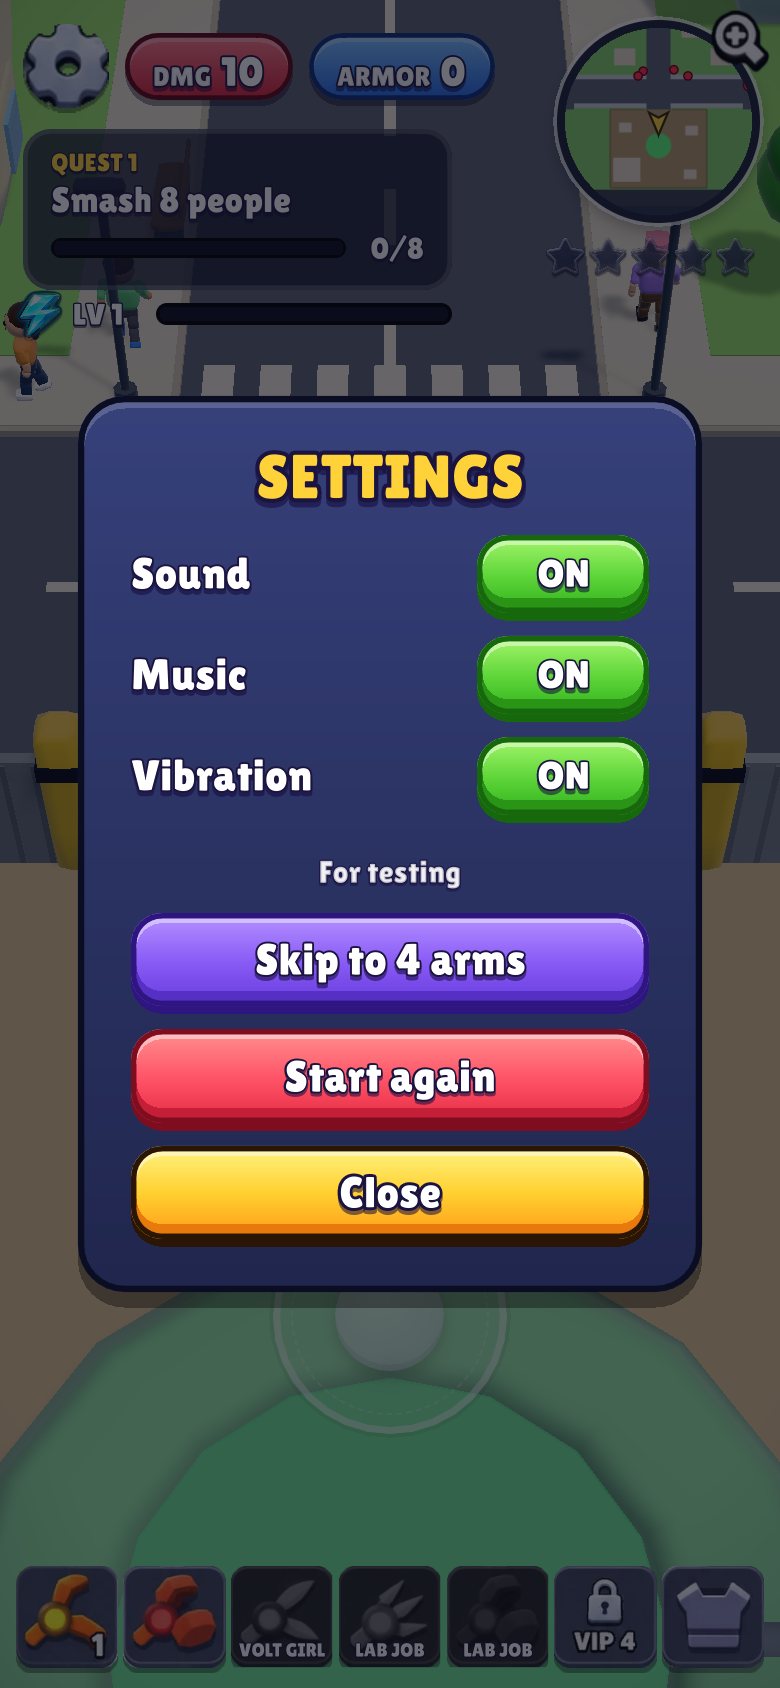 DMG 10
ARMOR 0
QUEST 1
Smash 8 people
0/8
LV 1
SETTINGS
Sound
ON
Music
ON
Vibration
ON
For testing
Skip to 4 arms
Start again
Close
1
VOLT GIRL
LAB JOB
LAB JOB
VIP 4